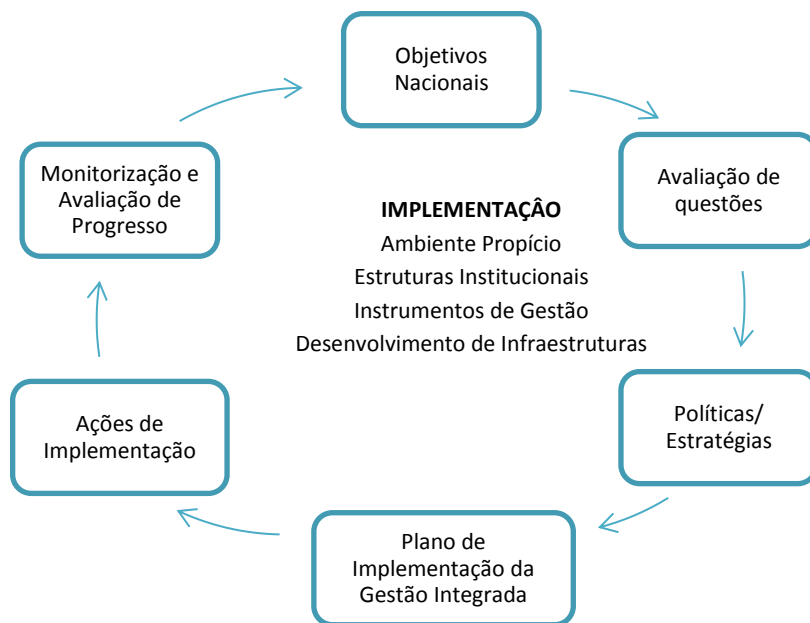 Objetivos
Nacionais
Avaliação de
questões
Políticas/
Estratégias
Plano de
Implementação da
Gestão Integrada
Ações de
Implementação
Monitorização e
Avaliação de
Progresso
IMPLEMENTAÇÂO
Ambiente Propício
Estruturas Institucionais
Instrumentos de Gestão
Desenvolvimento de Infraestruturas